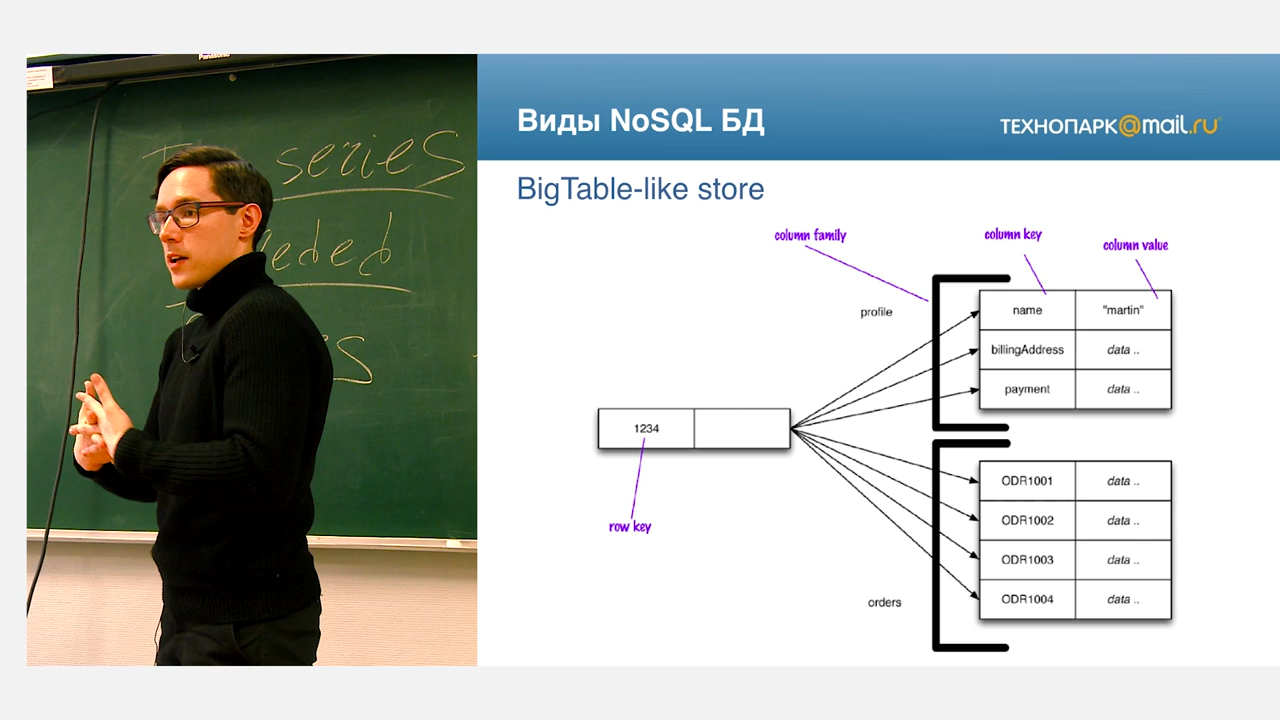 Panasonic
series
Виды NoSQL БД
ТЕХНОПАРК@mail.ru
BigTable-like store
column family
column key
column value
profile
name
"martin"
billingAddress
data ..
payment
data ..
1234
row key
ODR1001
data ..
ODR1002
data ..
ODR1003
data ..
ODR1004
data ..
orders